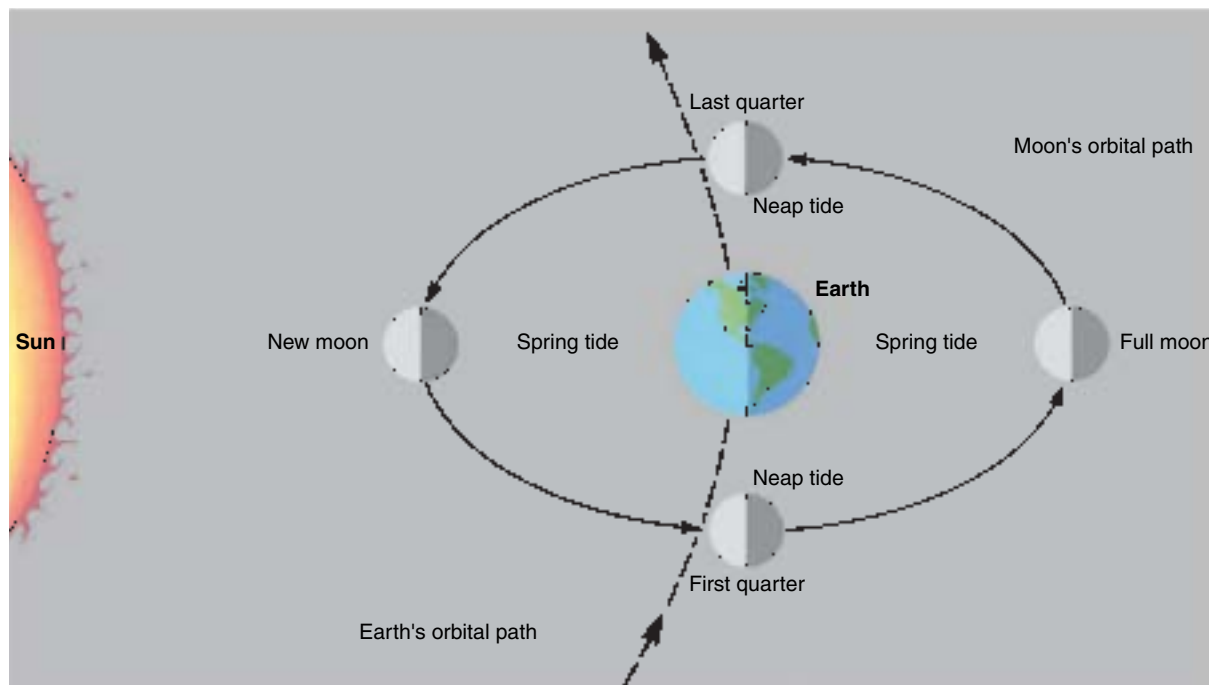 Last quarter
Moon's orbital path
Neap tide
Earth
Sun
New moon
Spring tide
Spring tide
Full moon
Neap tide
First quarter
Earth's orbital path